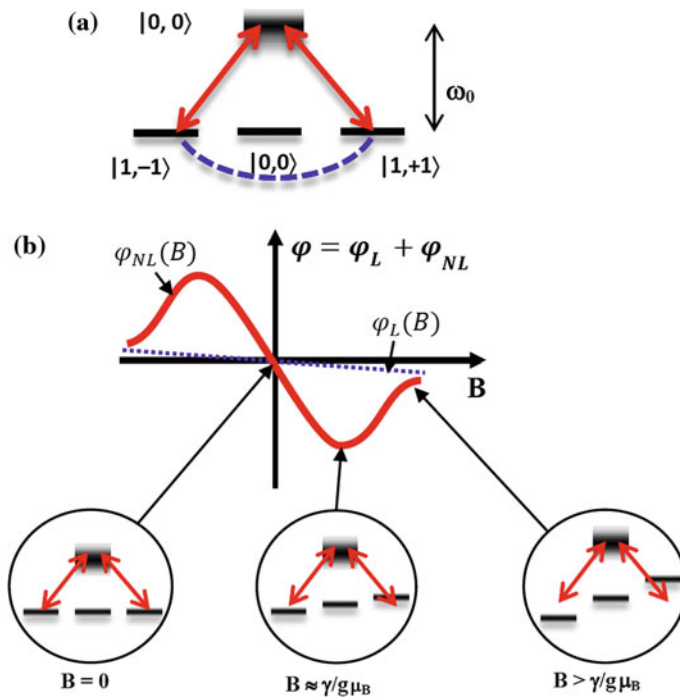 (a)
|0, 0⟩
ω₀
|1,−1⟩ |0,0⟩ |1,+1⟩
(b)
φ = φ_L + φ_NL
φ_NL(B)
φ_L(B)
B
B = 0
B ≈ γ/gμ_B
B > γ/gμ_B